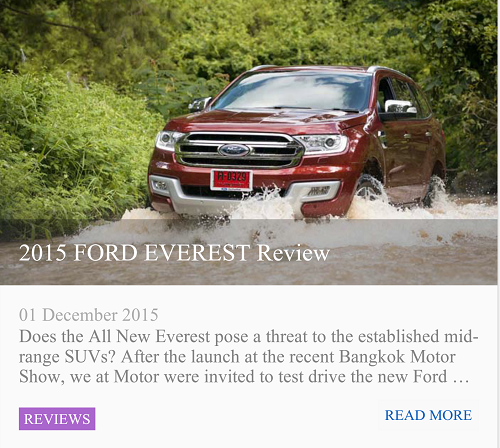 Ford
2015 FORD EVEREST Review
01 December 2015
Does the All New Everest pose a threat to the established mid-
range SUVs? After the launch at the recent Bangkok Motor
Show, we at Motor were invited to test drive the new Ford …
REVIEWS
READ MORE